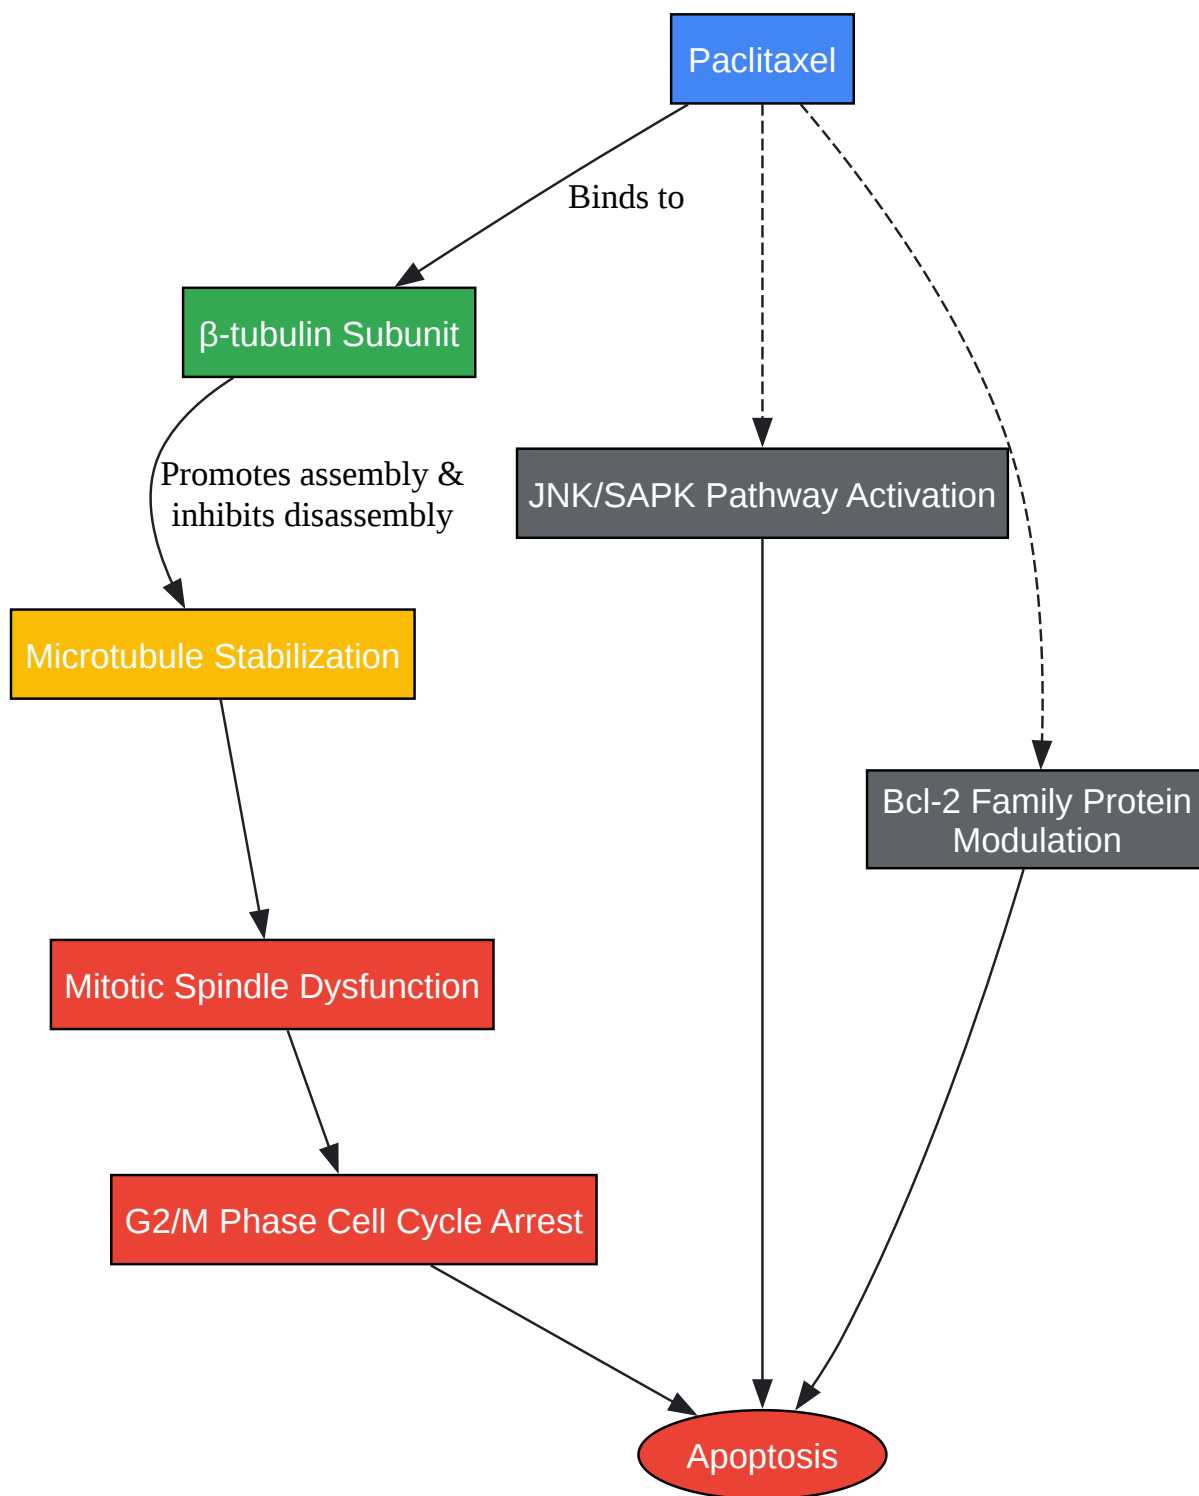 Paclitaxel
Binds to
β-tubulin Subunit
Promotes assembly &
inhibits disassembly
JNK/SAPK Pathway Activation
Microtubule Stabilization
Bcl-2 Family Protein
Modulation
Mitotic Spindle Dysfunction
G2/M Phase Cell Cycle Arrest
Apoptosis